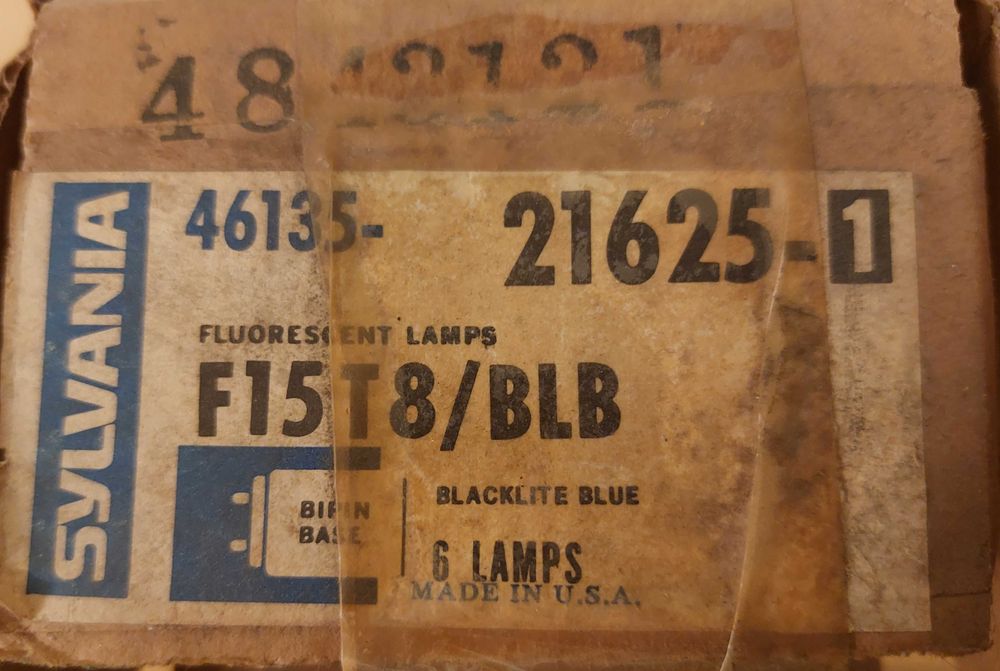 SYLVANIA
46135- 21625-1
FLUORESCENT LAMPS
F15T8/BLB
BIPIN
BASE
BLACKLITE BLUE
6 LAMPS
MADE IN U.S.A.